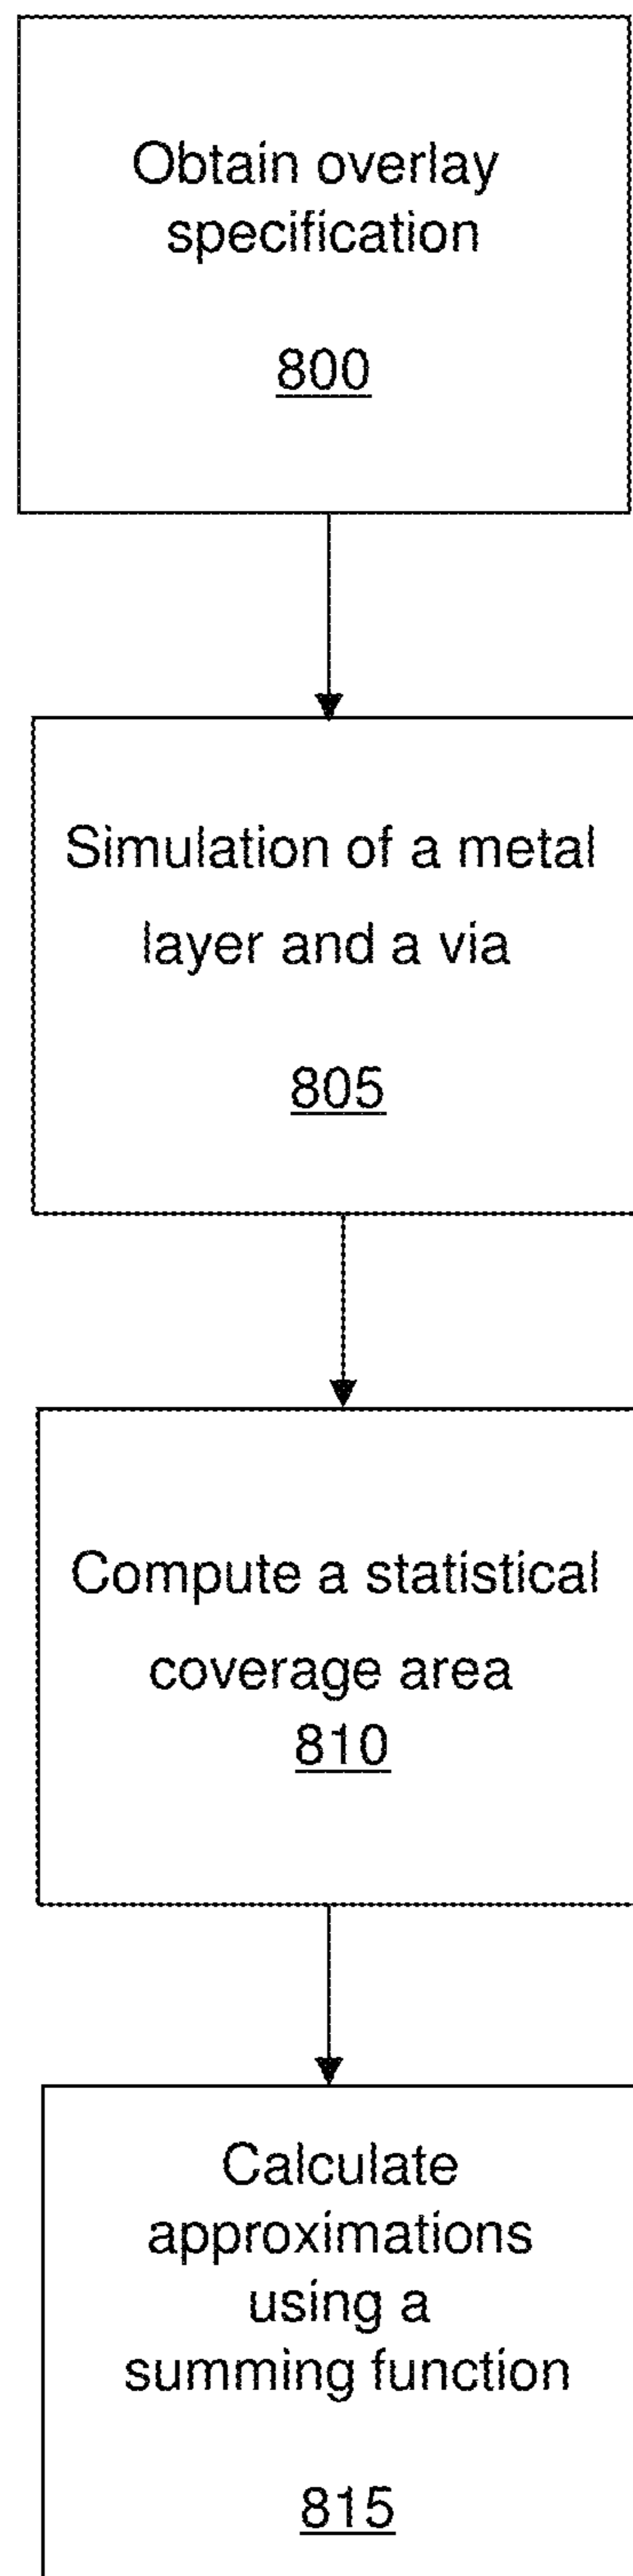 Obtain overlay
specification
800
Simulation of a metal
layer and a via
805
Compute a statistical
coverage area
810
Calculate
approximations
using a
summing function
815